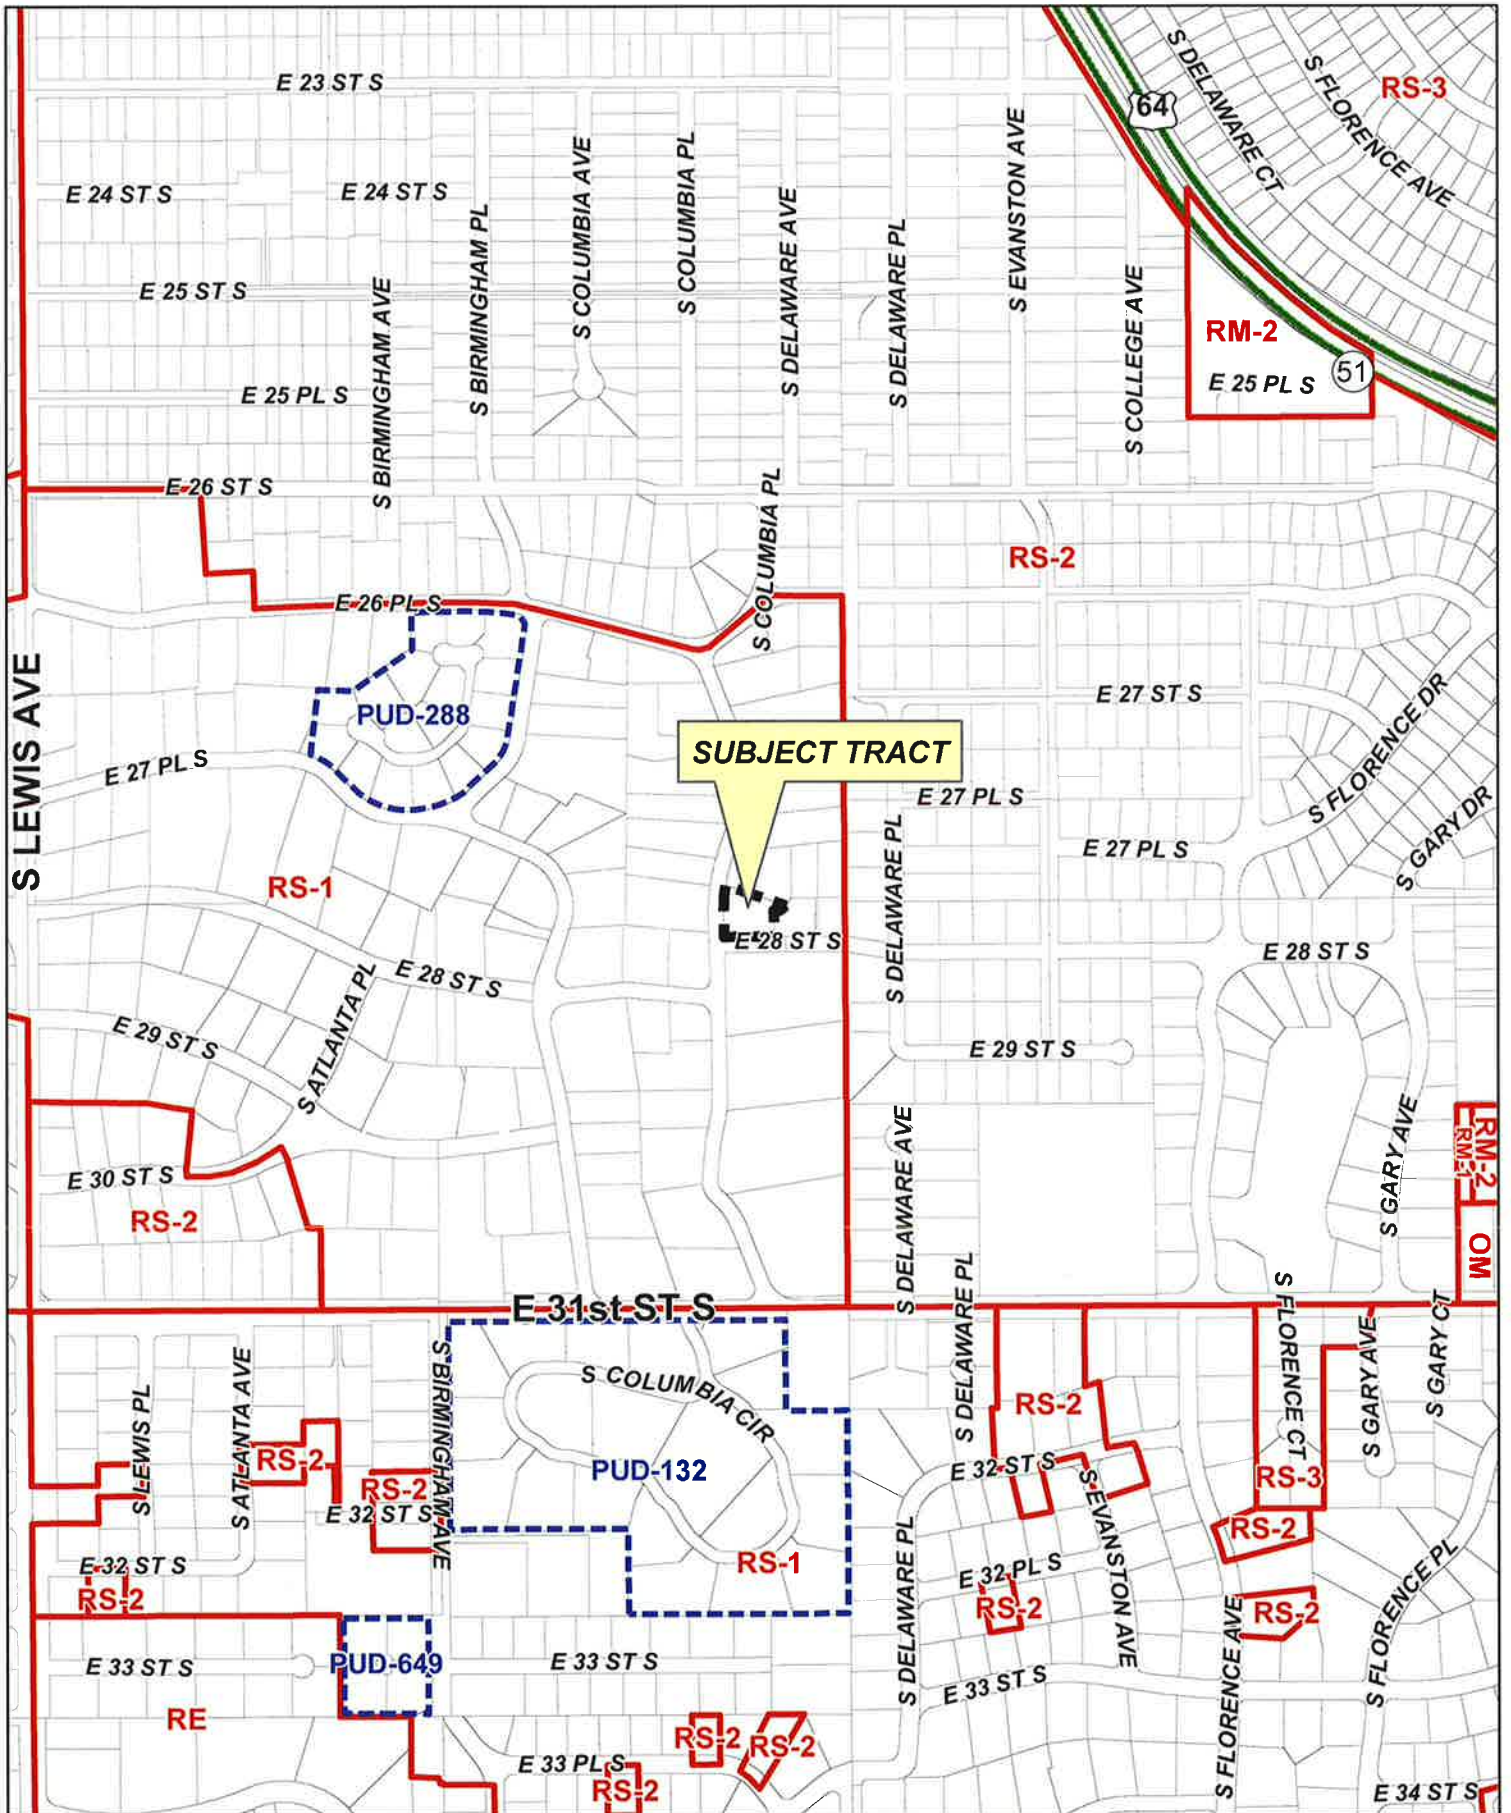 E 23 ST S
S DELAWARE CT
S FLORENCE AVE
RS-3
64
E 24 ST S
E 24 ST S
S BIRMINGHAM PL
S COLUMBIA AVE
S COLUMBIA PL
S DELAWARE AVE
S DELAWARE PL
S EVANSTON AVE
S COLLEGE AVE
E 25 ST S
S BIRMINGHAM AVE
RM-2
51
E 25 PL S
E 25 PL S
E 26 ST S
S COLUMBIA PL
RS-2
E 26 PL S
S LEWIS AVE
PUD-288
E 27 ST S
S FLORENCE DR
SUBJECT TRACT
E 27 PL S
E 27 PL S
S GARY DR
E 27 PL S
S DELAWARE PL
RS-1
E 28 ST S
E 28 ST S
E 28 ST S
S ATLANTA PL
E 29 ST S
E 29 ST S
S DELAWARE AVE
S GARY AVE
RM-2
RM-1
E 30 ST S
RS-2
OM
E 31st ST S
S DELAWARE PL
S FLORENCE CT
S GARY AVE
S GARY CT
S LEWIS PL
S ATLANTA AVE
S BIRMINGHAM AVE
S COLUMBIA CIR
RS-2
RS-2
RS-2
E 32 ST S
PUD-132
E 32 ST S
S EVANSTON AVE
RS-3
RS-2
E 32 ST S
RS-2
RS-1
S DELAWARE PL
E 32 PL S
RS-2
S FLORENCE AVE
RS-2
S FLORENCE PL
E 33 ST S
PUD-649
E 33 ST S
E 33 ST S
RE
RS-2
RS-2
E 33 PL S
RS-2
E 34 ST S